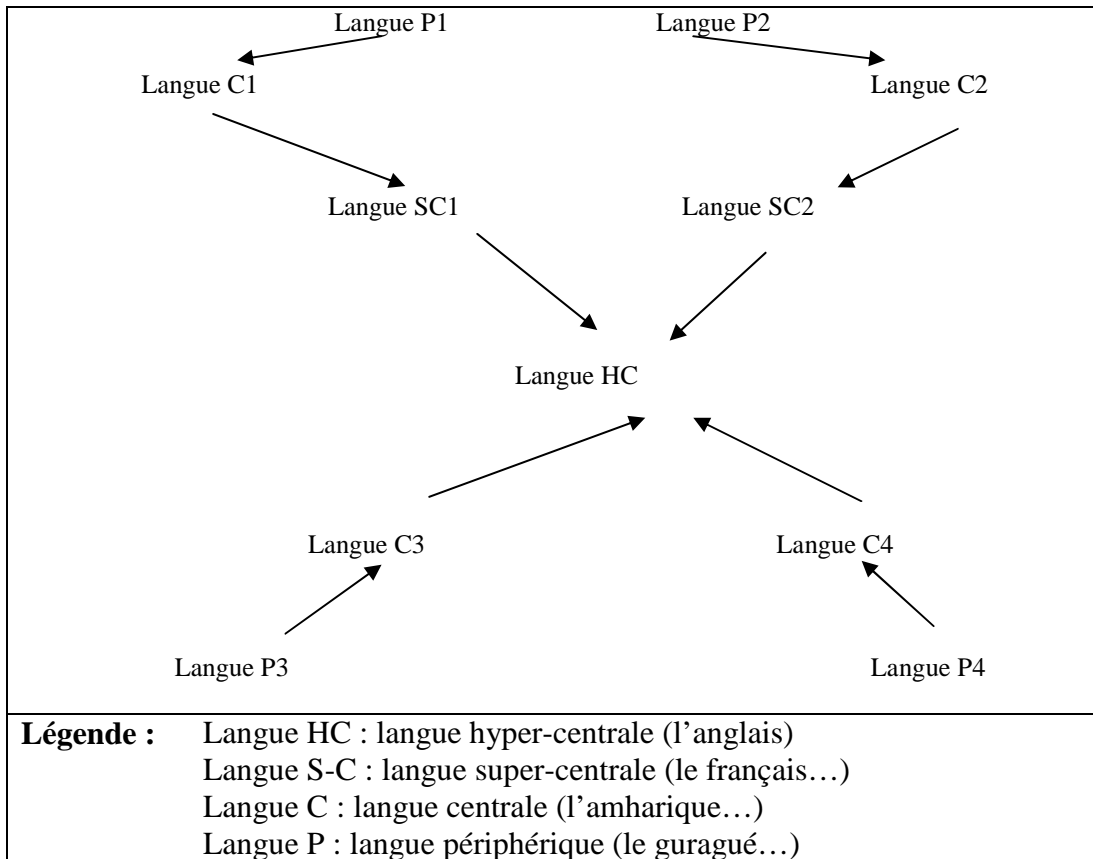 Langue P1 Langue P2
Langue C1 Langue C2
Langue SC1 Langue SC2
Langue HC
Langue C3 Langue C4
Langue P3 Langue P4
Légende : Langue HC : langue hyper-centrale (l’anglais)
Langue S-C : langue super-centrale (le français…)
Langue C : langue centrale (l’amharique…)
Langue P : langue périphérique (le guragué…)